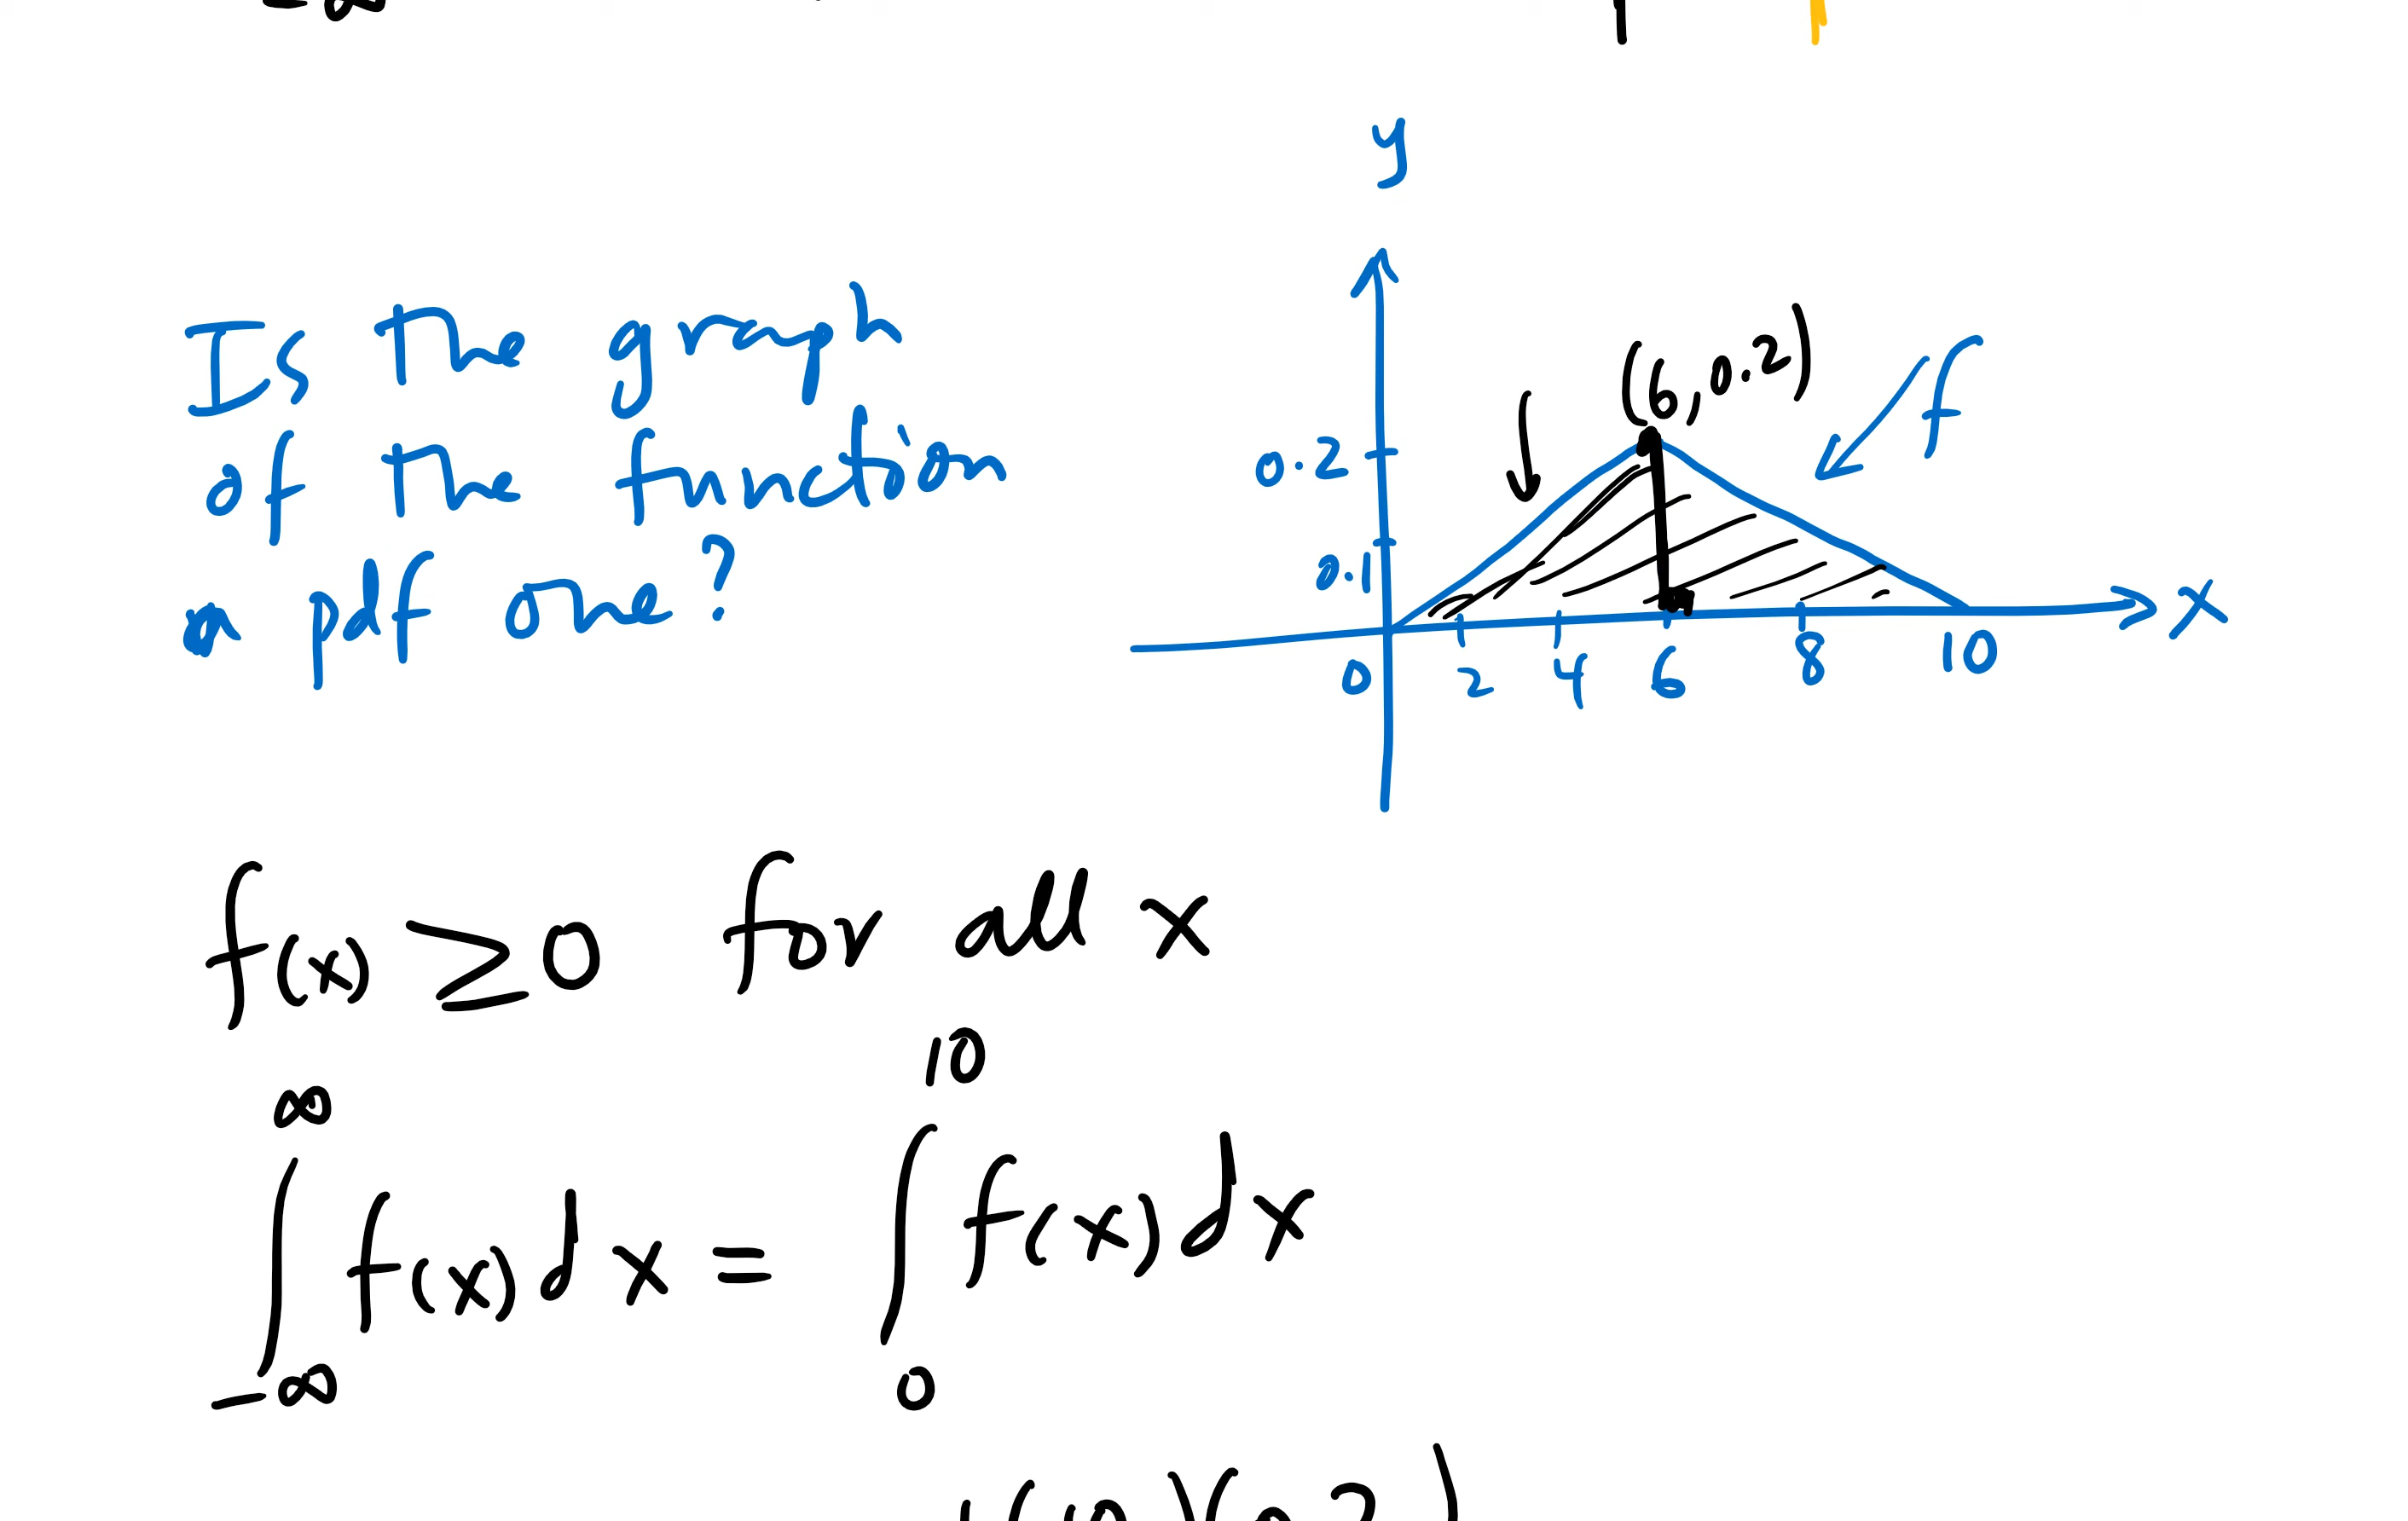 y
Is the graph
of the function
a pdf one?
(6, 0.2)
f
0.2
0.1
x
0 2 4 6 8 10
f(x) ≥ 0 for all x
∫_{-∞}^{∞} f(x) dx = ∫_{0}^{10} f(x) dx